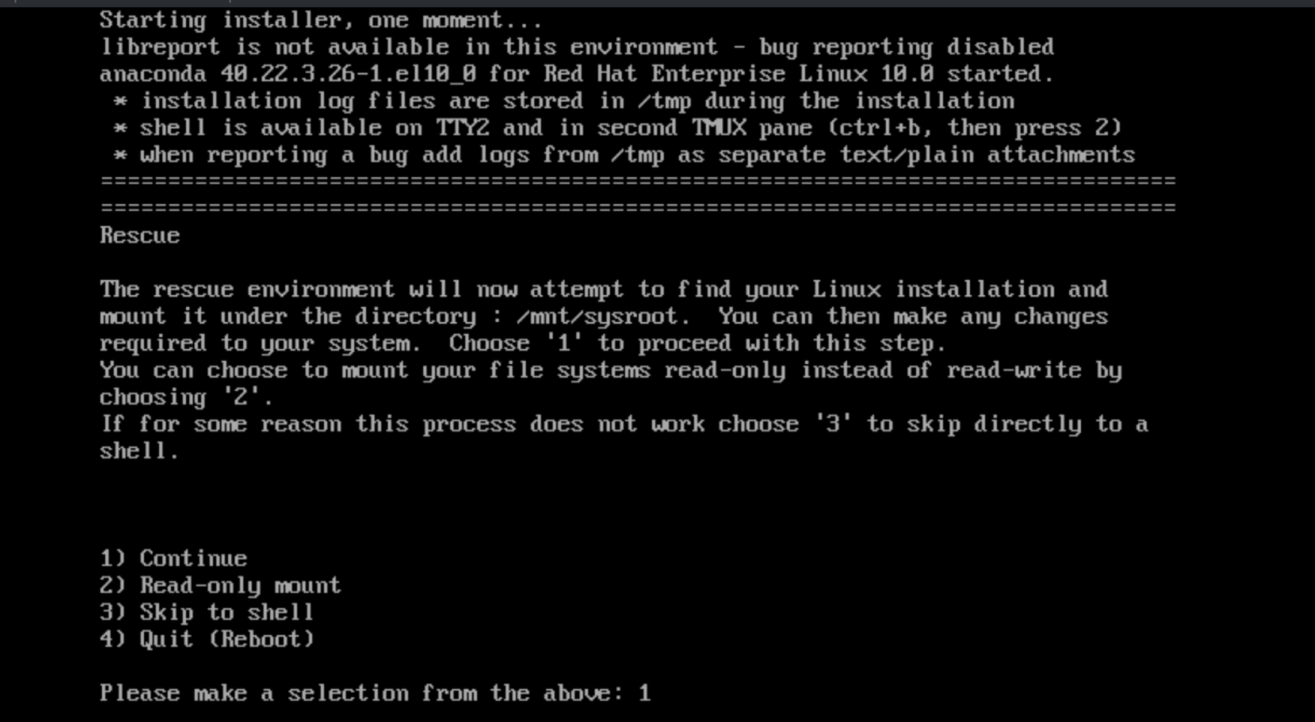 Starting installer, one moment...
libreport is not available in this environment - bug reporting disabled
anaconda 40.22.3.26-1.el10_0 for Red Hat Enterprise Linux 10.0 started.
 * installation log files are stored in /tmp during the installation
 * shell is available on TTY2 and in second TMUX pane (ctrl+b, then press 2)
 * when reporting a bug add logs from /tmp as separate text/plain attachments
================================================================================
================================================================================
Rescue
The rescue environment will now attempt to find your Linux installation and
mount it under the directory : /mnt/sysroot.  You can then make any changes
required to your system.  Choose '1' to proceed with this step.
You can choose to mount your file systems read-only instead of read-write by
choosing '2'.
If for some reason this process does not work choose '3' to skip directly to a
shell.
1) Continue
2) Read-only mount
3) Skip to shell
4) Quit (Reboot)
Please make a selection from the above: 1